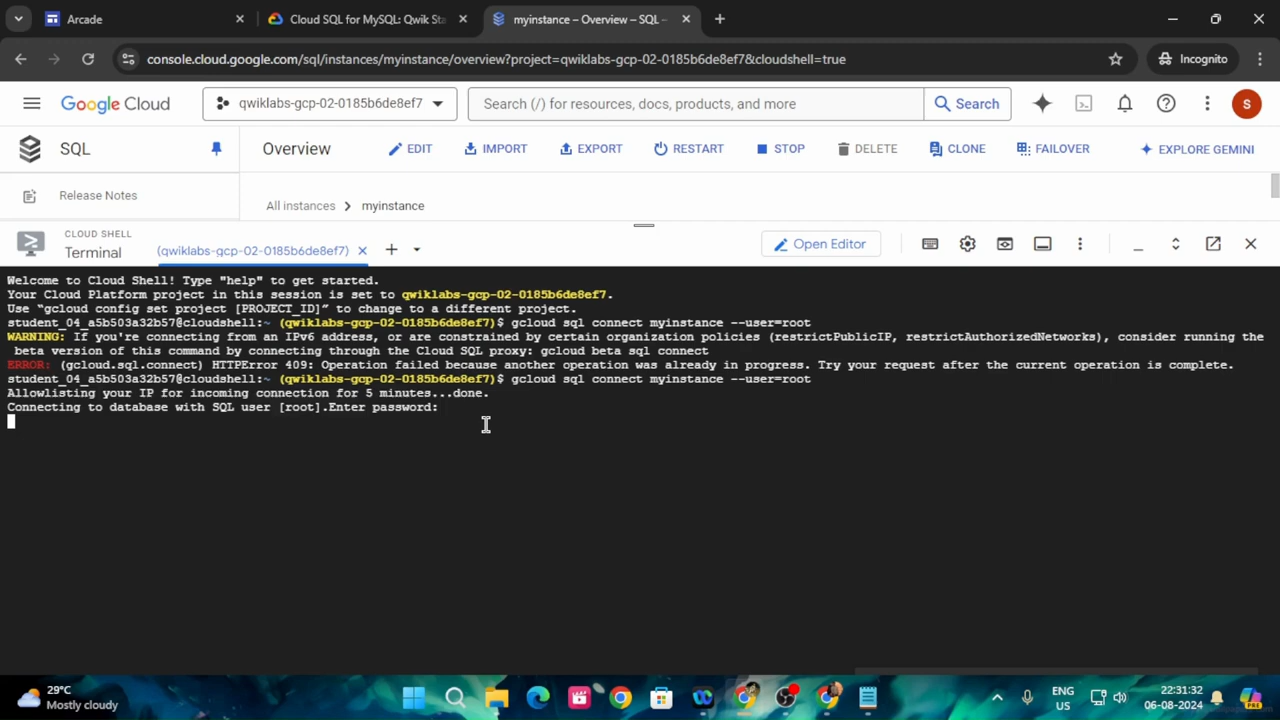 Arcade
Cloud SQL for MySQL: Qwik Sta
myinstance – Overview – SQL –
console.cloud.google.com/sql/instances/myinstance/overview?project=qwiklabs-gcp-02-0185b6de8ef7&cloudshell=true
Incognito
Google Cloud
qwiklabs-gcp-02-0185b6de8ef7
Search (/) for resources, docs, products, and more
Search
S
SQL
Overview
EDIT
IMPORT
EXPORT
RESTART
STOP
DELETE
CLONE
FAILOVER
EXPLORE GEMINI
Release Notes
All instances
myinstance
CLOUD SHELL
Terminal
(qwiklabs-gcp-02-0185b6de8ef7)
Open Editor
Welcome to Cloud Shell! Type "help" to get started.
Your Cloud Platform project in this session is set to qwiklabs-gcp-02-0185b6de8ef7.
Use “gcloud config set project [PROJECT_ID]” to change to a different project.
student_04_a5b503a32b57@cloudshell:~ (qwiklabs-gcp-02-0185b6de8ef7)$ gcloud sql connect myinstance --user=root
WARNING: If you're connecting from an IPv6 address, or are constrained by certain organization policies (restrictPublicIP, restrictAuthorizedNetworks), consider running the
beta version of this command by connecting through the Cloud SQL proxy: gcloud beta sql connect
ERROR: (gcloud.sql.connect) HTTPError 409: Operation failed because another operation was already in progress. Try your request after the current operation is complete.
student_04_a5b503a32b57@cloudshell:~ (qwiklabs-gcp-02-0185b6de8ef7)$ gcloud sql connect myinstance --user=root
Allowlisting your IP for incoming connection for 5 minutes...done.
Connecting to database with SQL user [root].Enter password:
29°C
Mostly cloudy
ENG
US
22:31:32
06-08-2024
PRE